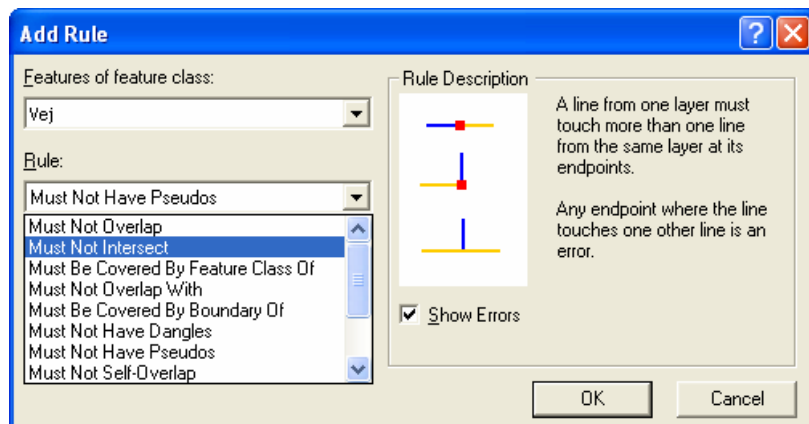 Add Rule
Features of feature class:
Vej
Rule:
Must Not Have Pseudos
Must Not Overlap
Must Not Intersect
Must Be Covered By Feature Class Of
Must Not Overlap With
Must Be Covered By Boundary Of
Must Not Have Dangles
Must Not Have Pseudos
Must Not Self-Overlap
Rule Description
A line from one layer must
touch more than one line
from the same layer at its
endpoints.
Any endpoint where the line
touches one other line is an
error.
Show Errors
OK
Cancel